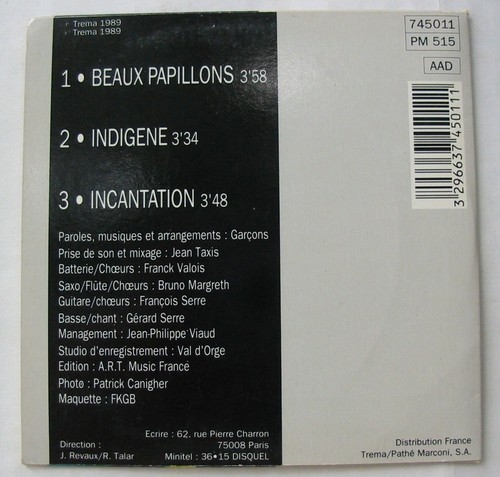 ℗ Trema 1989
© Trema 1989
745011
PM 515
AAD
1 • BEAUX PAPILLONS 3'58
2 • INDIGENE 3'34
3 • INCANTATION 3'48
3 296637 450111
Paroles, musiques et arrangements : Garçons
Prise de son et mixage : Jean Taxis
Batterie/Chœurs : Franck Valois
Saxo/Flûte/Chœurs : Bruno Margreth
Guitare/chœurs : François Serre
Basse/chant : Gérard Serre
Management : Jean-Philippe Viaud
Studio d'enregistrement : Val d'Orge
Edition : A.R.T. Music France
Photo : Patrick Canigher
Maquette : FKGB
Ecrire : 62, rue Pierre Charron
75008 Paris
Minitel : 36•15 DISQUEL
Direction :
J. Revaux/R. Talar
Distribution France
Trema/Pathé Marconi, S.A.